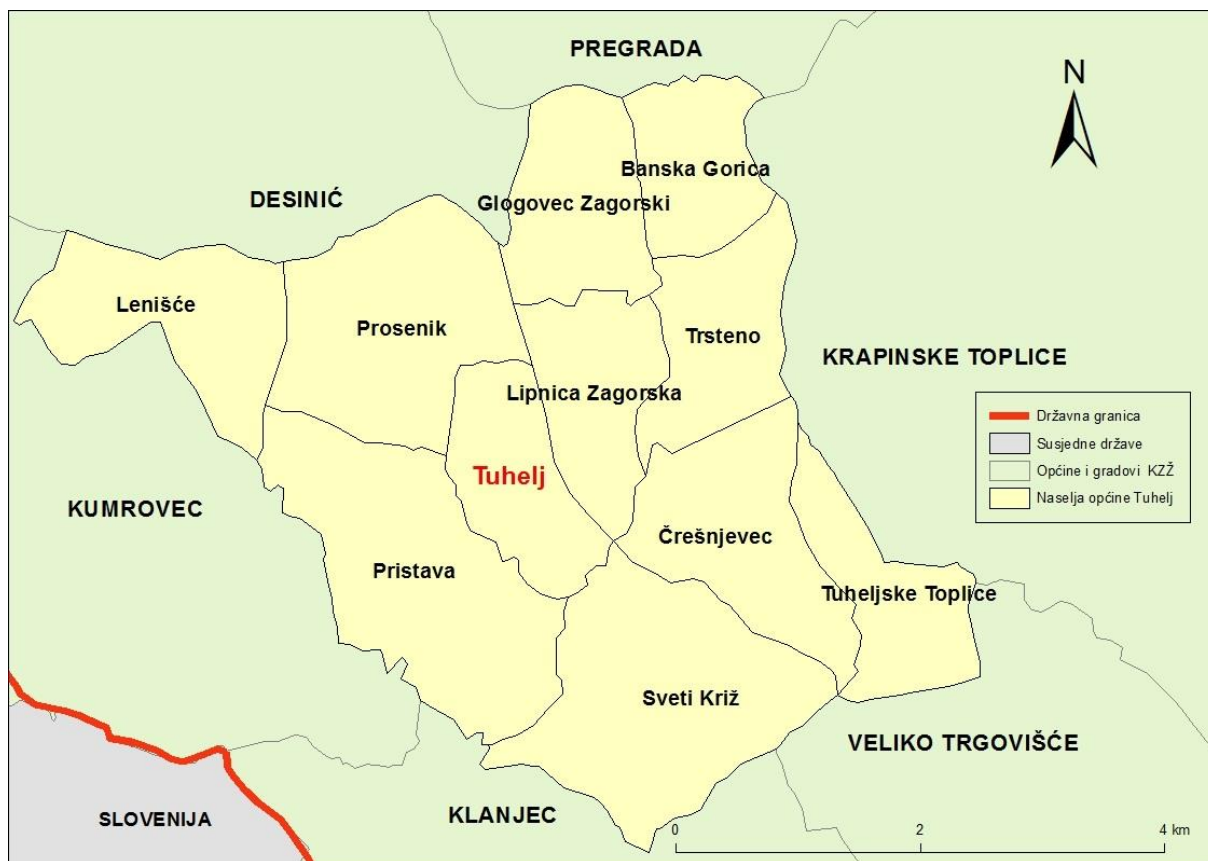 PREGRADA
N
Banska Gorica
DESINIĆ
Glogovec Zagorski
Lenišće
Prosenik
Trsteno
KRAPINSKE TOPLICE
Lipnica Zagorska
Državna granica
Susjedne države
Općine i gradovi KZŽ
Naselja općine Tuhelj
Tuhelj
KUMROVEC
Črešnjevec
Pristava
Tuheljske Toplice
Sveti Križ
VELIKO TRGOVIŠĆE
SLOVENIJA
KLANJEC
0 2 4 km